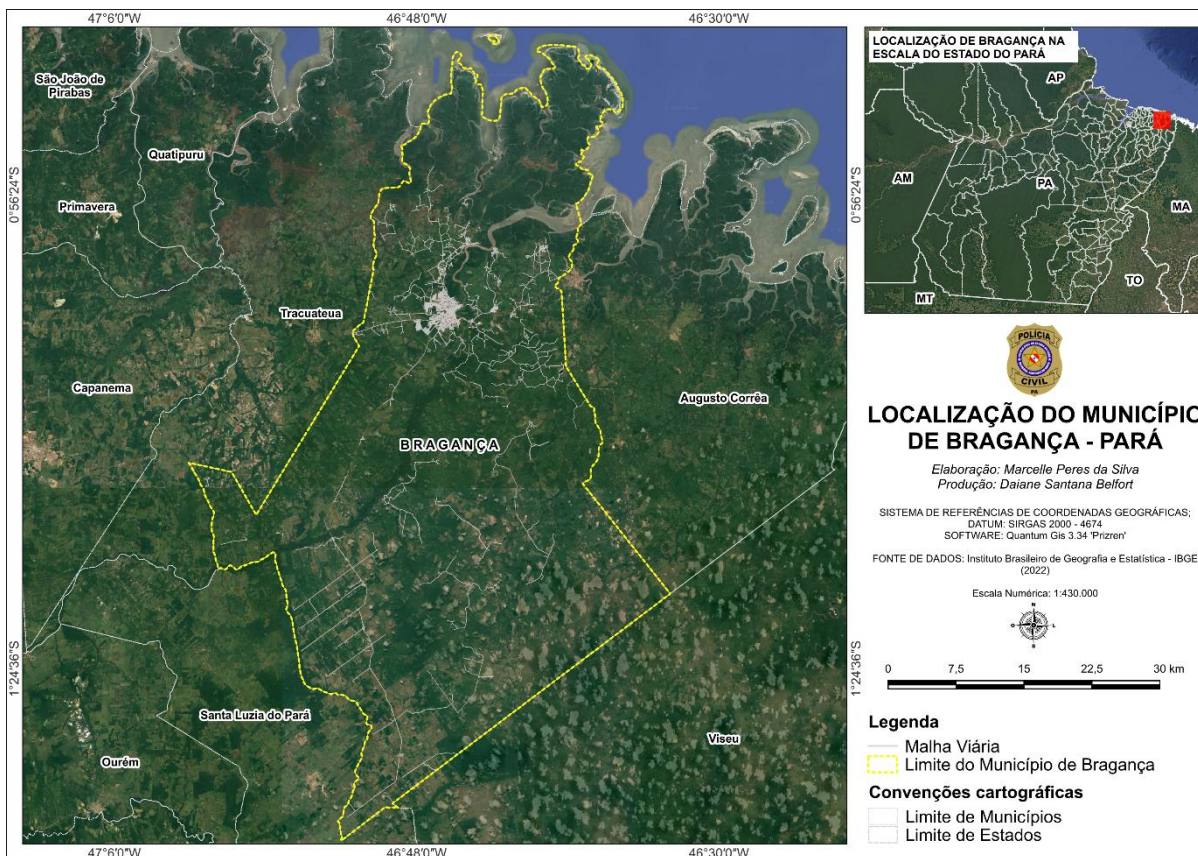 47°6'0"W
46°48'0"W
46°30'0"W
0°56'24"S
1°24'36"S
47°6'0"W
46°48'0"W
46°30'0"W
0°56'24"S
1°24'36"S
São João de
Pirabas
Quatipuru
Primavera
Tracuateua
Capanema
Augusto Corrêa
BRAGANÇA
Santa Luzia do Pará
Ourém
Viseu
LOCALIZAÇÃO DE BRAGANÇA NA
ESCALA DO ESTADO DO PARÁ
AP
AM
PA
MA
TO
MT
POLÍCIA
CIVIL
PA
LOCALIZAÇÃO DO MUNICÍPIO
DE BRAGANÇA - PARÁ
Elaboração: Marcelle Peres da Silva
Produção: Daiane Santana Belfort
SISTEMA DE REFERÊNCIAS DE COORDENADAS GEOGRÁFICAS;
DATUM: SIRGAS 2000 - 4674
SOFTWARE: Quantum Gis 3.34 'Prizren'
FONTE DE DADOS: Instituto Brasileiro de Geografia e Estatística - IBGE
(2022)
Escala Numérica: 1:430.000
N
O
L
S
0 7,5 15 22,5 30 km
Legenda
Malha Viária
Limite do Município de Bragança
Convenções cartográficas
Limite de Municípios
Limite de Estados